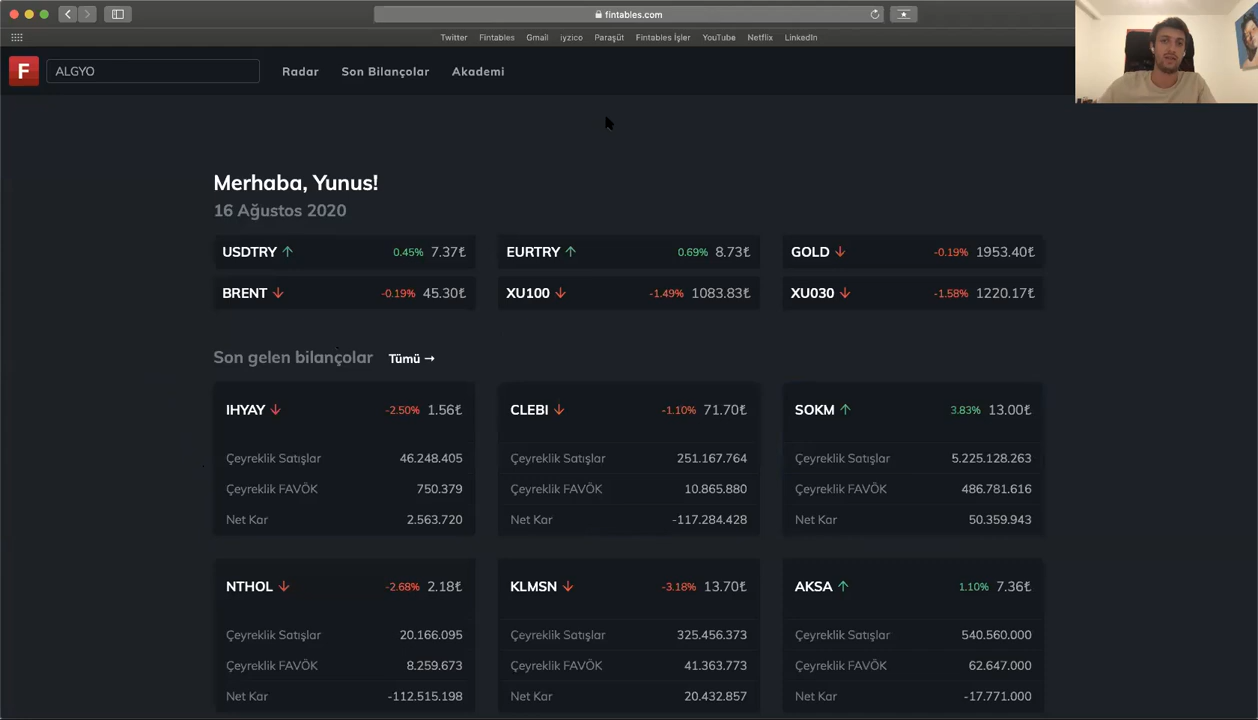 fintables.com
Twitter Fintables Gmail iyzico Paraşüt Fintables İşler YouTube Netflix LinkedIn
F ALGYO Radar Son Bilançolar Akademi
Merhaba, Yunus!
16 Ağustos 2020
USDTRY ↑ 0.45% 7.37₺ EURTRY ↑ 0.69% 8.73₺ GOLD ↓ -0.19% 1953.40₺
BRENT ↓ -0.19% 45.30₺ XU100 ↓ -1.49% 1083.83₺ XU030 ↓ -1.58% 1220.17₺
Son gelen bilançolar Tümü →
IHYAY ↓ -2.50% 1.56₺
Çeyreklik Satışlar 46.248.405
Çeyreklik FAVÖK 750.379
Net Kar 2.563.720
CLEBI ↓ -1.10% 71.70₺
Çeyreklik Satışlar 251.167.764
Çeyreklik FAVÖK 10.865.880
Net Kar -117.284.428
SOKM ↑ 3.83% 13.00₺
Çeyreklik Satışlar 5.225.128.263
Çeyreklik FAVÖK 486.781.616
Net Kar 50.359.943
NTHOL ↓ -2.68% 2.18₺
Çeyreklik Satışlar 20.166.095
Çeyreklik FAVÖK 8.259.673
Net Kar -112.515.198
KLMSN ↓ -3.18% 13.70₺
Çeyreklik Satışlar 325.456.373
Çeyreklik FAVÖK 41.363.773
Net Kar 20.432.857
AKSA ↑ 1.10% 7.36₺
Çeyreklik Satışlar 540.560.000
Çeyreklik FAVÖK 62.647.000
Net Kar -17.771.000